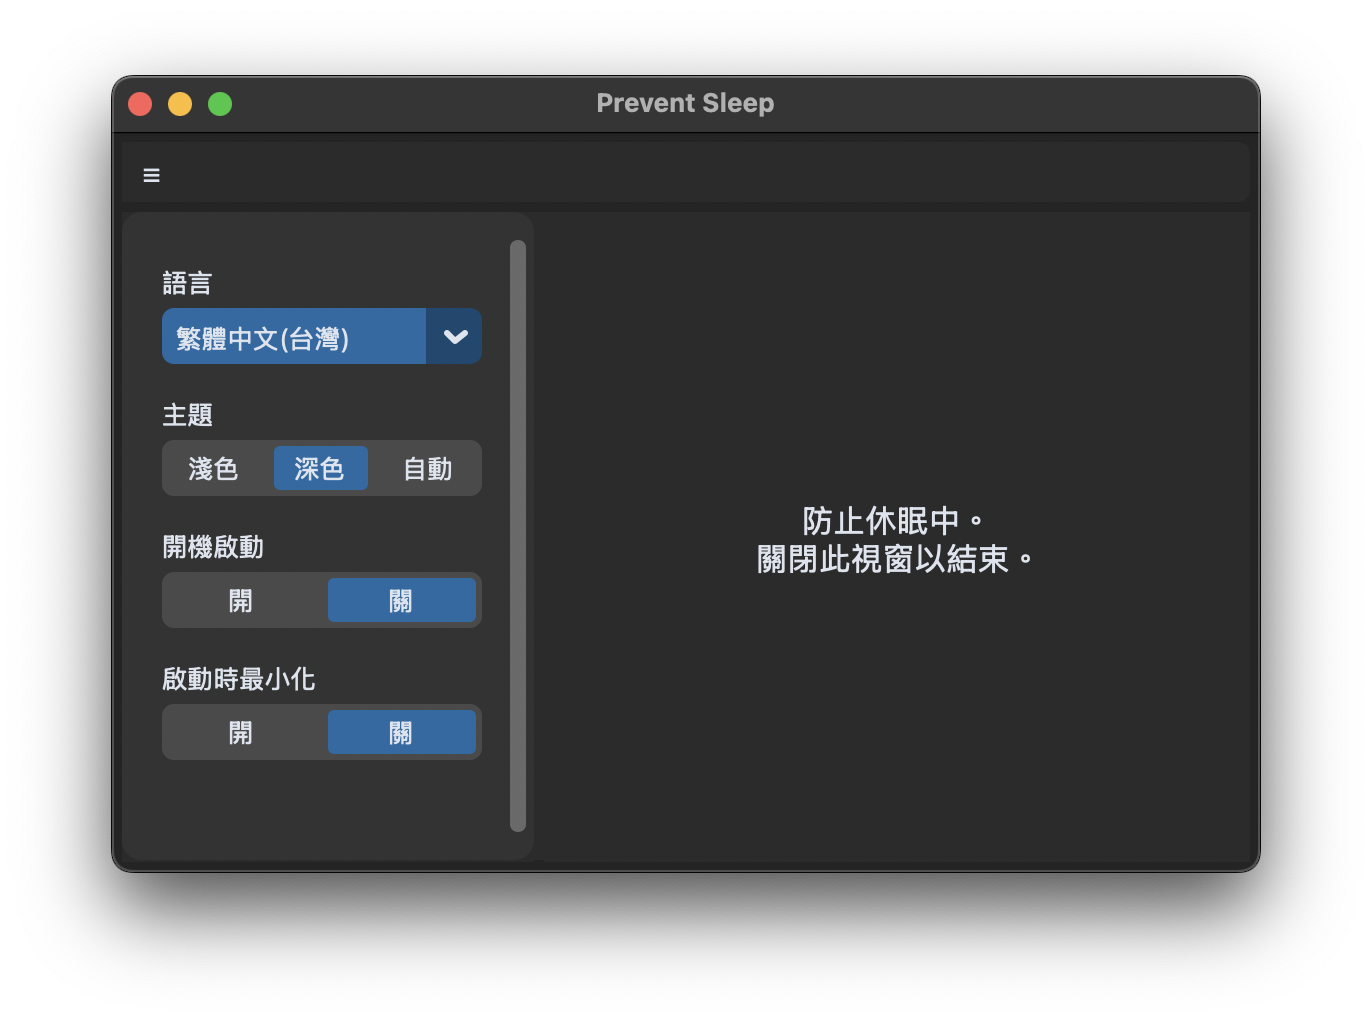 Prevent Sleep
≡
語言
繁體中文(台灣)
主題
淺色 深色 自動
開機啟動
開 關
啟動時最小化
開 關
防止休眠中。
關閉此視窗以結束。